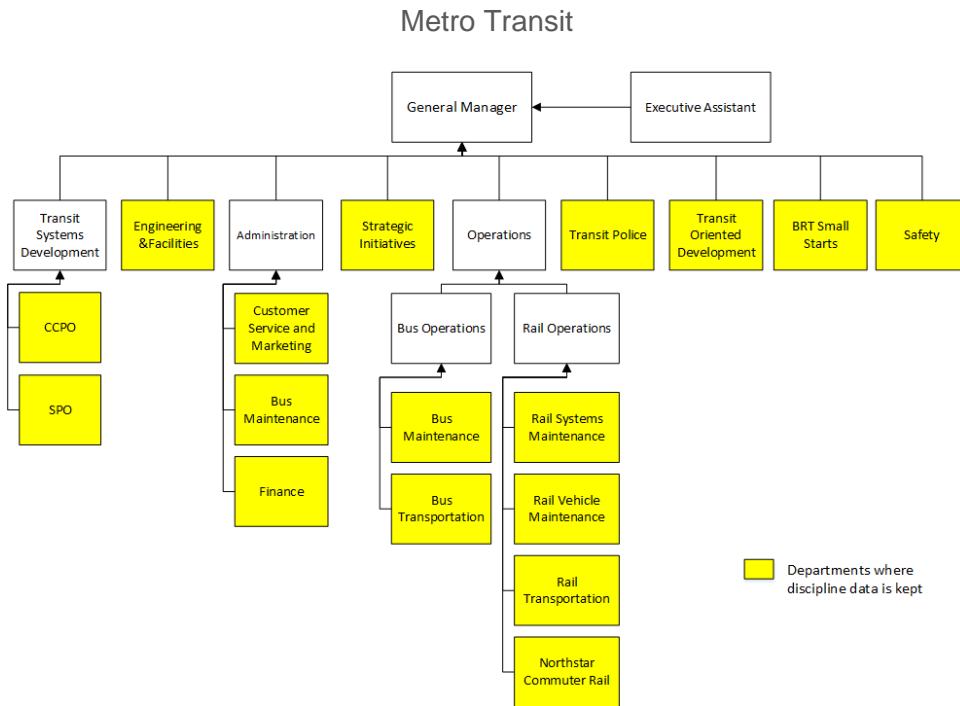 Metro Transit
General Manager
Executive Assistant
Transit
Systems
Development
Engineering
&Facilities
Administration
Strategic
Initiatives
Operations
Transit Police
Transit
Oriented
Development
BRT Small
Starts
Safety
CCPO
SPO
Customer
Service and
Marketing
Bus
Maintenance
Finance
Bus Operations
Rail Operations
Bus
Maintenance
Bus
Transportation
Rail Systems
Maintenance
Rail Vehicle
Maintenance
Rail
Transportation
Northstar
Commuter Rail
Departments where
discipline data is kept